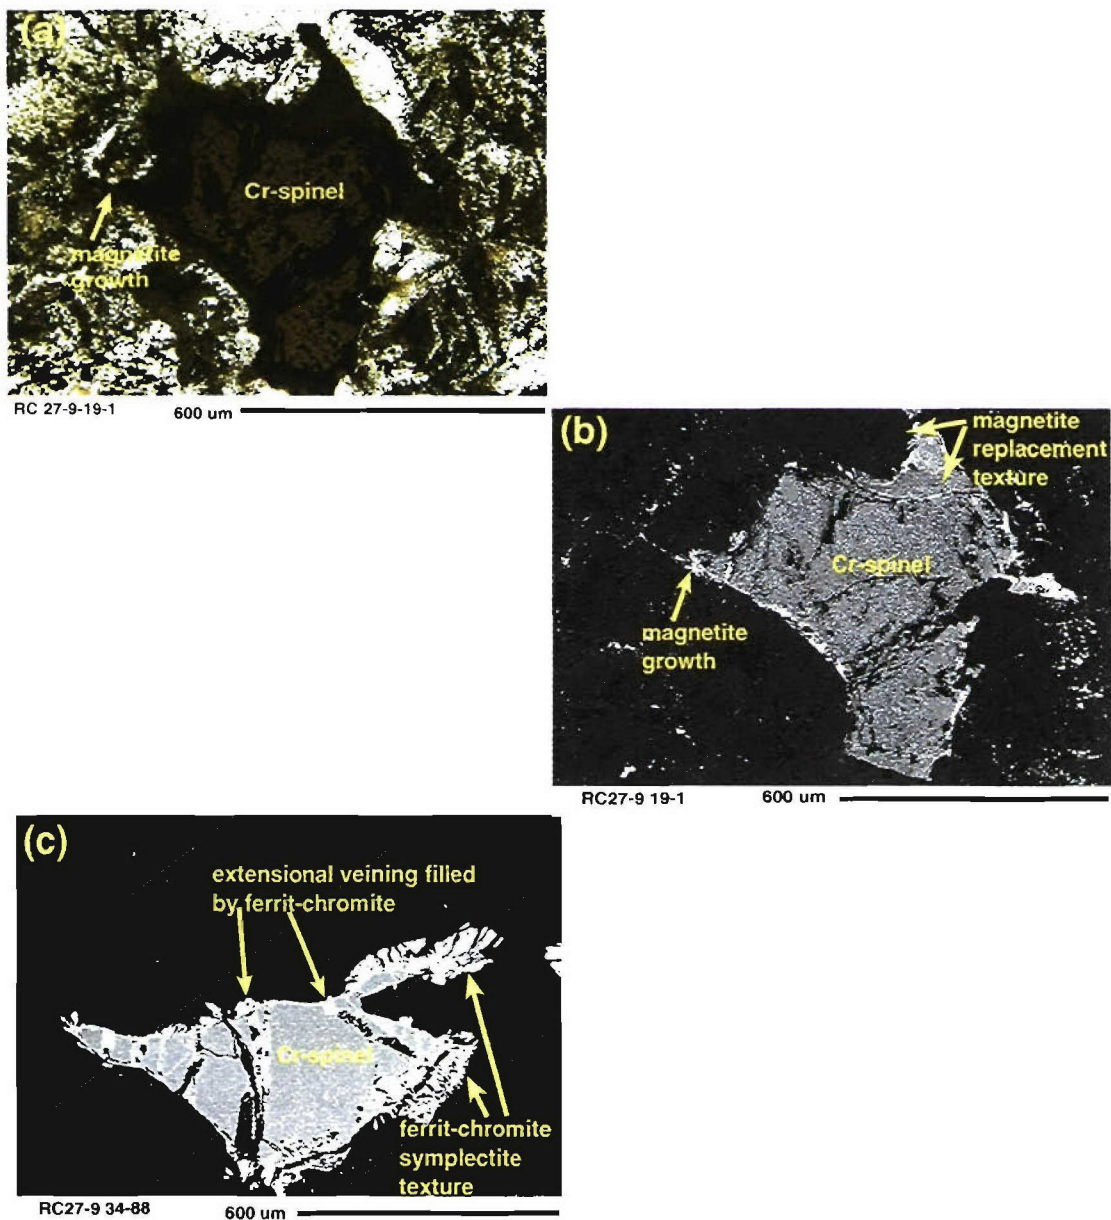 (a)
Cr-spinel
magnetite
growth
RC 27-9-19-1
600 um
(b)
magnetite
replacement
texture
Cr-spinel
magnetite
growth
RC27-9 19-1
600 um
(c)
extensional veining filled
by ferrit-chromite
Cr-spinel
ferrit-chromite
symplectite
texture
RC27-9 34-88
600 um